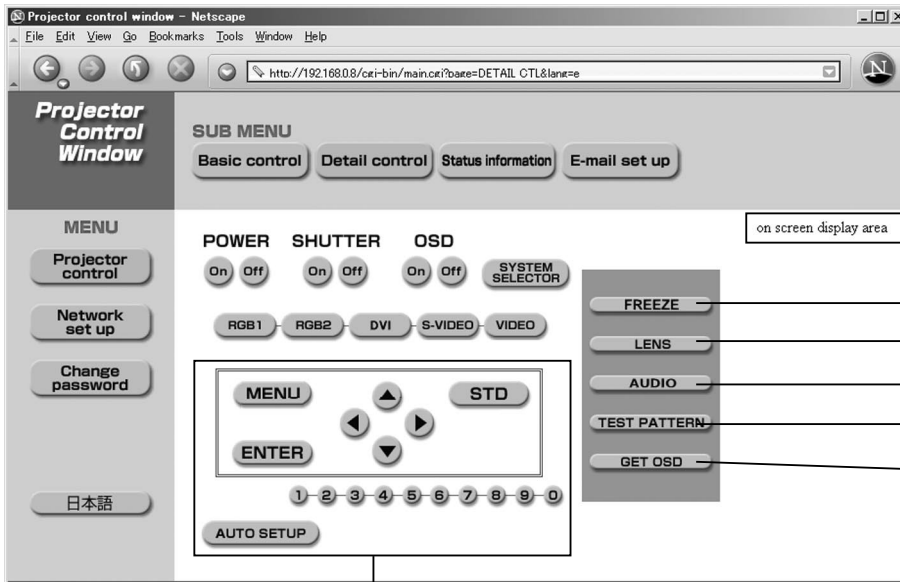 Projector control window - Netscape
File Edit View Go Bookmarks Tools Window Help
http://192.168.0.8/cgi-bin/main.cgi?page=DETAIL CTL&lang=e
Projector
Control
Window
SUB MENU
Basic control Detail control Status information E-mail set up
MENU
Projector
control
Network
set up
Change
password
日本語
on screen display area
POWER SHUTTER OSD
On Off On Off On Off SYSTEM
SELECTOR
RGB1 RGB2 DVI S-VIDEO VIDEO
MENU STD
ENTER
1 2 3 4 5 6 7 8 9 0
AUTO SETUP
FREEZE
LENS
AUDIO
TEST PATTERN
GET OSD